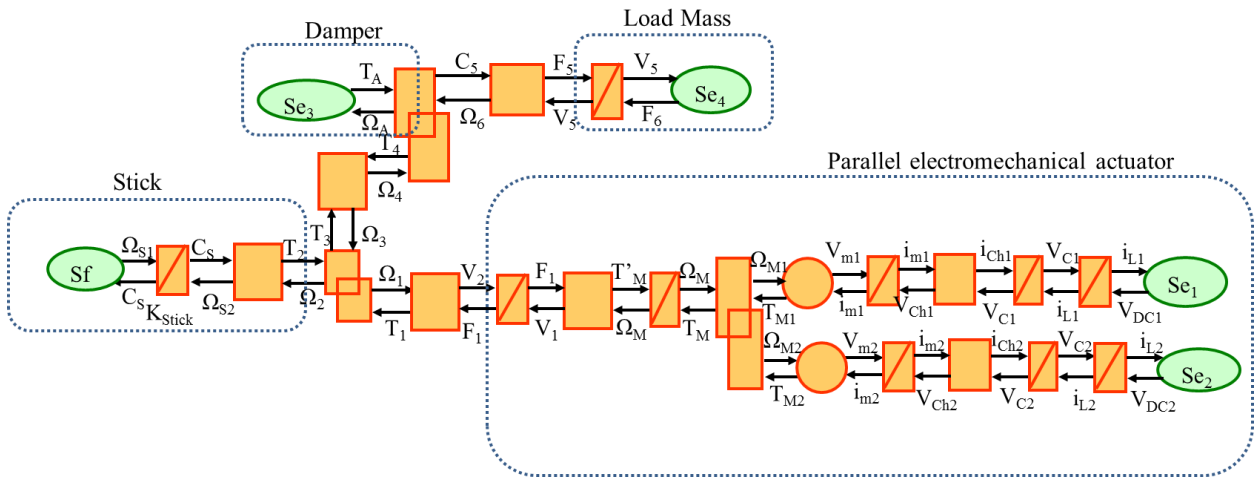 Damper
Load Mass
T_A
C_5
F_5
V_5
Se_3
Se_4
Ω_A
Ω_6
V_5
F_6
T_4
Ω_4
Parallel electromechanical actuator
Stick
T_3
Ω_3
Ω_S1
C_S
T_2
Sf
C_S
K_Stick
Ω_S2
Ω_2
Ω_1
V_2
F_1
T'_M
Ω_M
Ω_M1
V_m1
i_m1
i_Ch1
V_C1
i_L1
Se_1
T_1
F_1
V_1
Ω_M
T_M
T_M1
i_m1
V_Ch1
V_C1
i_L1
V_DC1
Ω_M2
V_m2
i_m2
i_Ch2
V_C2
i_L2
Se_2
T_M2
i_m2
V_Ch2
V_C2
i_L2
V_DC2